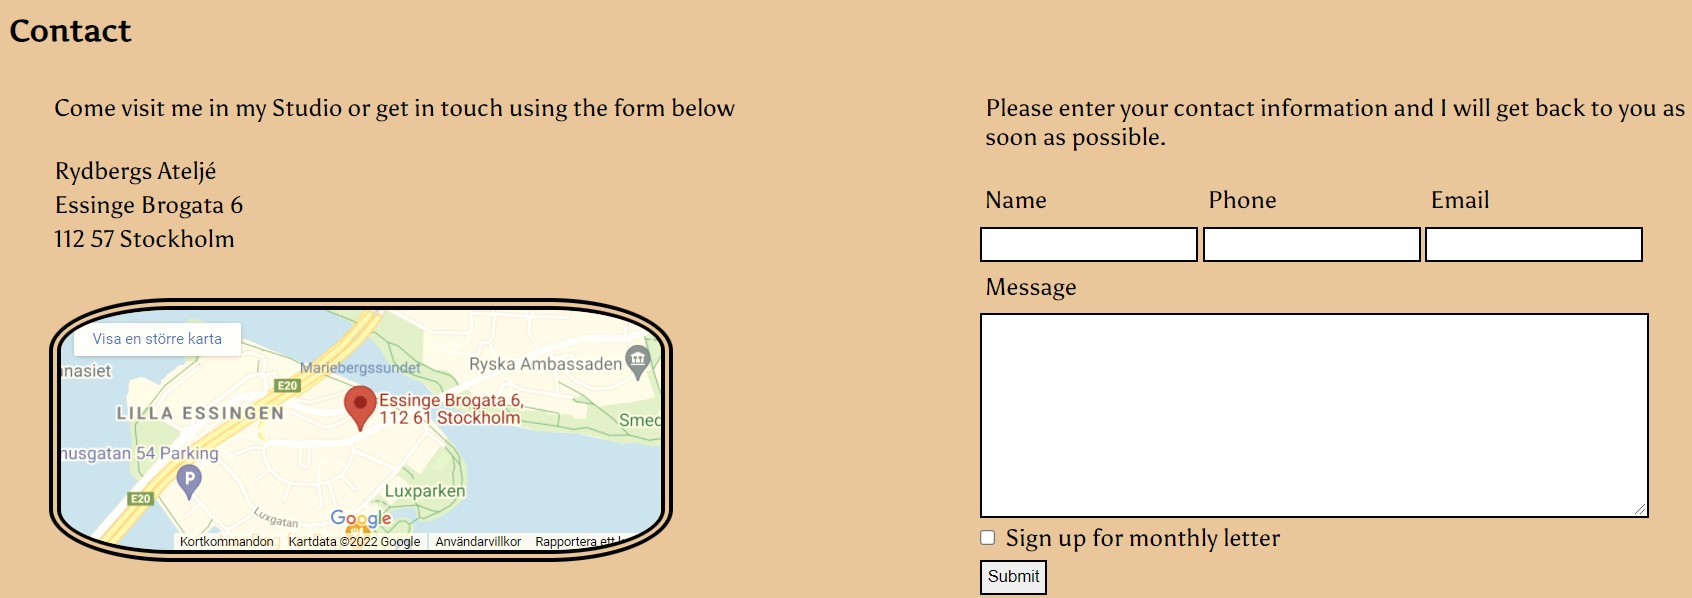 Contact
Come visit me in my Studio or get in touch using the form below
Rydbergs Ateljé
Essinge Brogata 6
112 57 Stockholm
Visa en större karta
nasiet
Mariebergssundet
Ryska Ambassaden
E20
LILLA ESSINGEN
Essinge Brogata 6,
112 61 Stockholm
Smed
nusgatan 54 Parking
P
E20
Luxparken
Luxgatan
Google
Kortkommandon Kartdata ©2022 Google Användarvillkor Rapportera ett
Please enter your contact information and I will get back to you as
soon as possible.
Name Phone Email
Message
Sign up for monthly letter
Submit